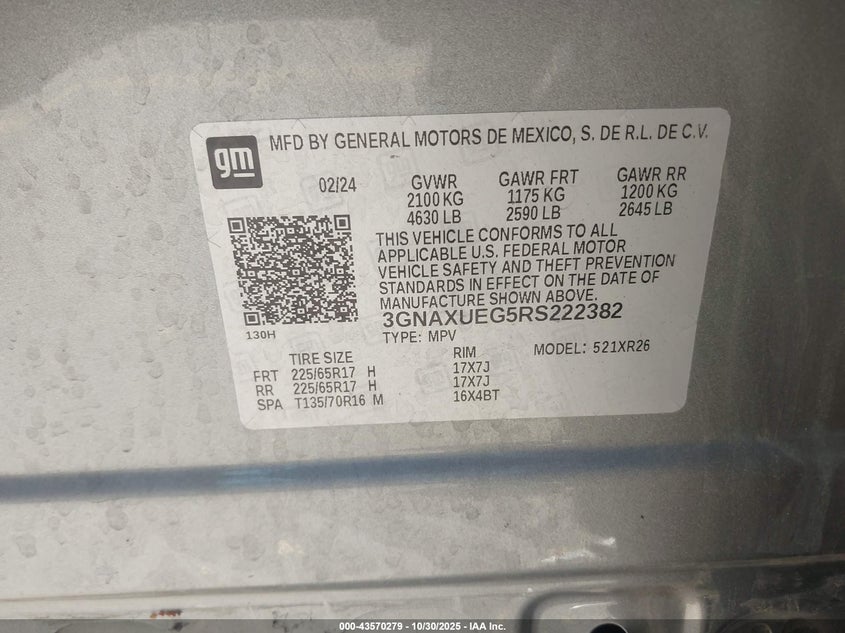 gm
MFD BY GENERAL MOTORS DE MEXICO, S. DE R.L. DE C.V.
02/24 GVWR GAWR FRT GAWR RR
2100 KG 1175 KG 1200 KG
4630 LB 2590 LB 2645 LB
THIS VEHICLE CONFORMS TO ALL
APPLICABLE U.S. FEDERAL MOTOR
VEHICLE SAFETY AND THEFT PREVENTION
STANDARDS IN EFFECT ON THE DATE OF
MANUFACTURE SHOWN ABOVE.
3GNAXUEG5RS222382
130H
TYPE: MPV MODEL: 521XR26
TIRE SIZE RIM
FRT 225/65R17 H 17X7J
RR 225/65R17 H 17X7J
SPA T135/70R16 M 16X4BT
000-43570279 - 10/30/2025 - IAA Inc.